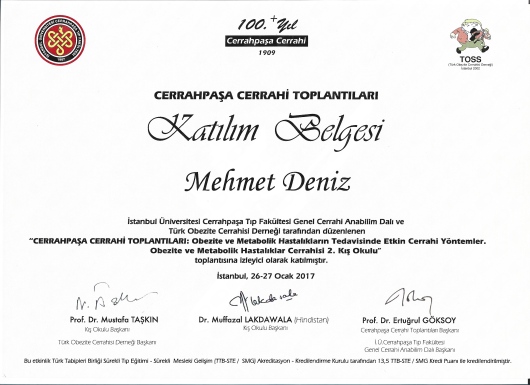 100.+Yıl
Cerrahpaşa Cerrahi
1909
TOSS
(Türk Obezite Cerrahisi Derneği)
CERRAHPAŞA CERRAHİ TOPLANTILARI
Katılım Belgesi
Mehmet Deniz
İstanbul Üniversitesi Cerrahpaşa Tıp Fakültesi Genel Cerrahi Anabilim Dalı ve
Türk Obezite Cerrahisi Derneği tarafından düzenlenen
“CERRAHPAŞA CERRAHİ TOPLANTILARI: Obezite ve Metabolik Hastalıkların Tedavisinde Etkin Cerrahi Yöntemler.
Obezite ve Metabolik Hastalıklar Cerrahisi 2. Kış Okulu”
toplantısına izleyici olarak katılmıştır.
İstanbul, 26-27 Ocak 2017
Prof. Dr. Mustafa TAŞKIN
Kış Okulu Başkanı
Türk Obezite Cerrahisi Derneği Başkanı
Dr. Muffazal LAKDAWALA (Hindistan)
Kış Okulu Başkanı
Prof. Dr. Ertuğrul GÖKSOY
Cerrahpaşa Cerrahi Toplantıları Başkanı
İ.Ü.Cerrahpaşa Tıp Fakültesi
Genel Cerrahi Anabilim Dalı Başkanı
Bu etkinlik Türk Tabipleri Birliği Sürekli Tıp Eğitimi - Sürekli Mesleki Gelişim (TTB-STE / SMG) Akreditasyon - Kredilendirme Kurulu tarafından 13,5 TTB-STE / SMG Kredi Puanı ile kredilendirilmiştir.